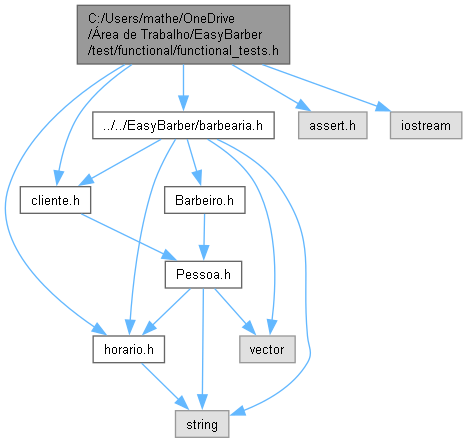 C:/Users/mathe/OneDrive
/Área de Trabalho/EasyBarber
/test/functional/functional_tests.h
../../EasyBarber/barbearia.h
assert.h
iostream
cliente.h
Barbeiro.h
Pessoa.h
horario.h
vector
string